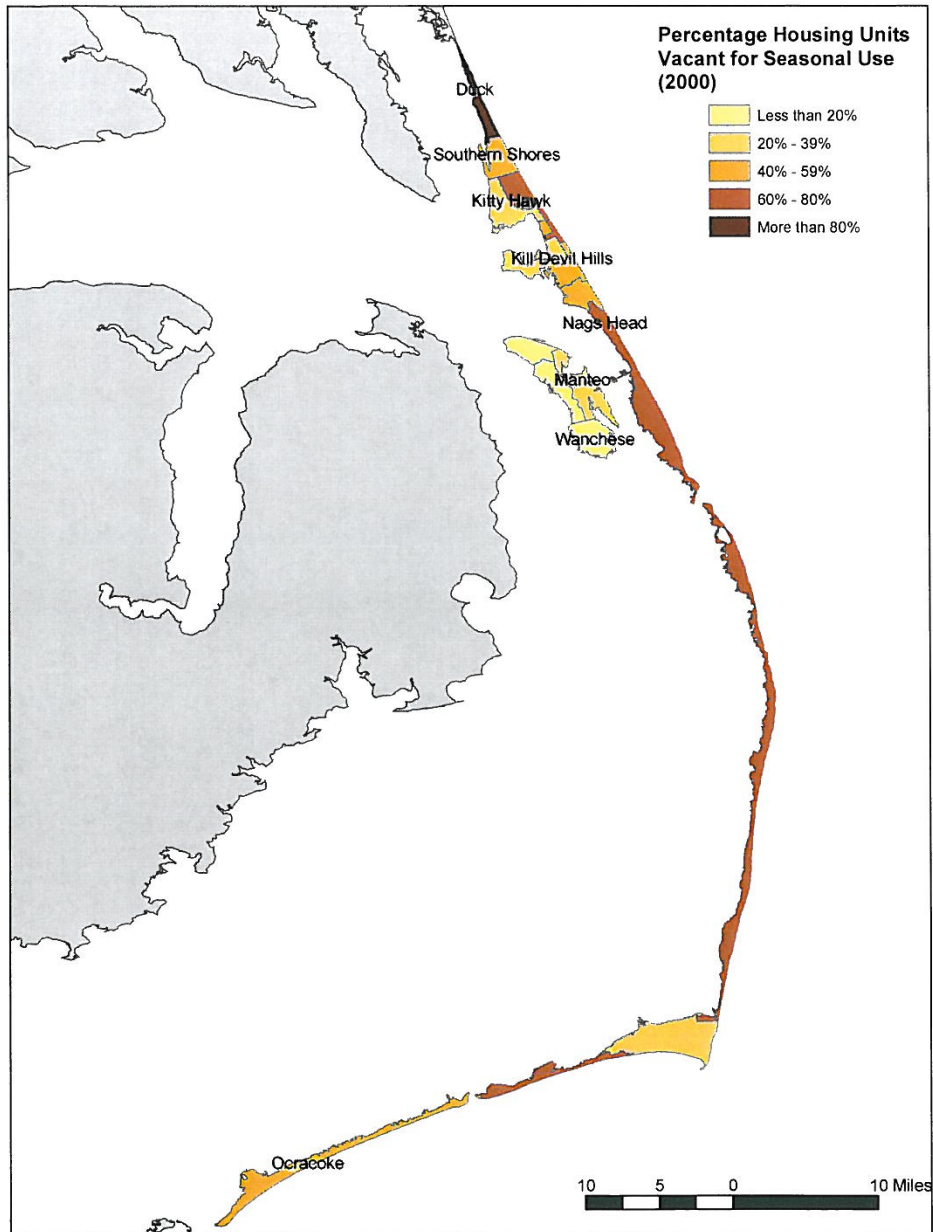 Percentage Housing Units
Vacant for Seasonal Use
(2000)
Less than 20%
20% - 39%
40% - 59%
60% - 80%
More than 80%
Duck
Southern Shores
Kitty Hawk
Kill Devil Hills
Nags Head
Manteo
Wanchese
Ocracoke
10 5 0 10 Miles